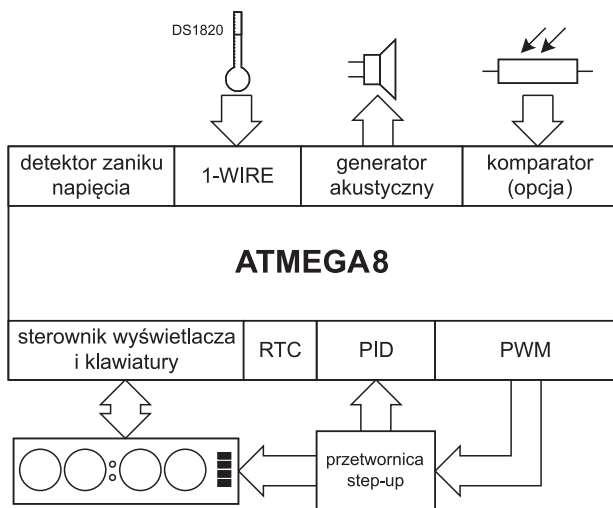 DS1820
detektor zaniku
napięcia
1-WIRE
generator
akustyczny
komparator
(opcja)
ATMEGA8
sterownik wyświetlacza
i klawiatury
RTC
PID
PWM
przetwornica
step-up